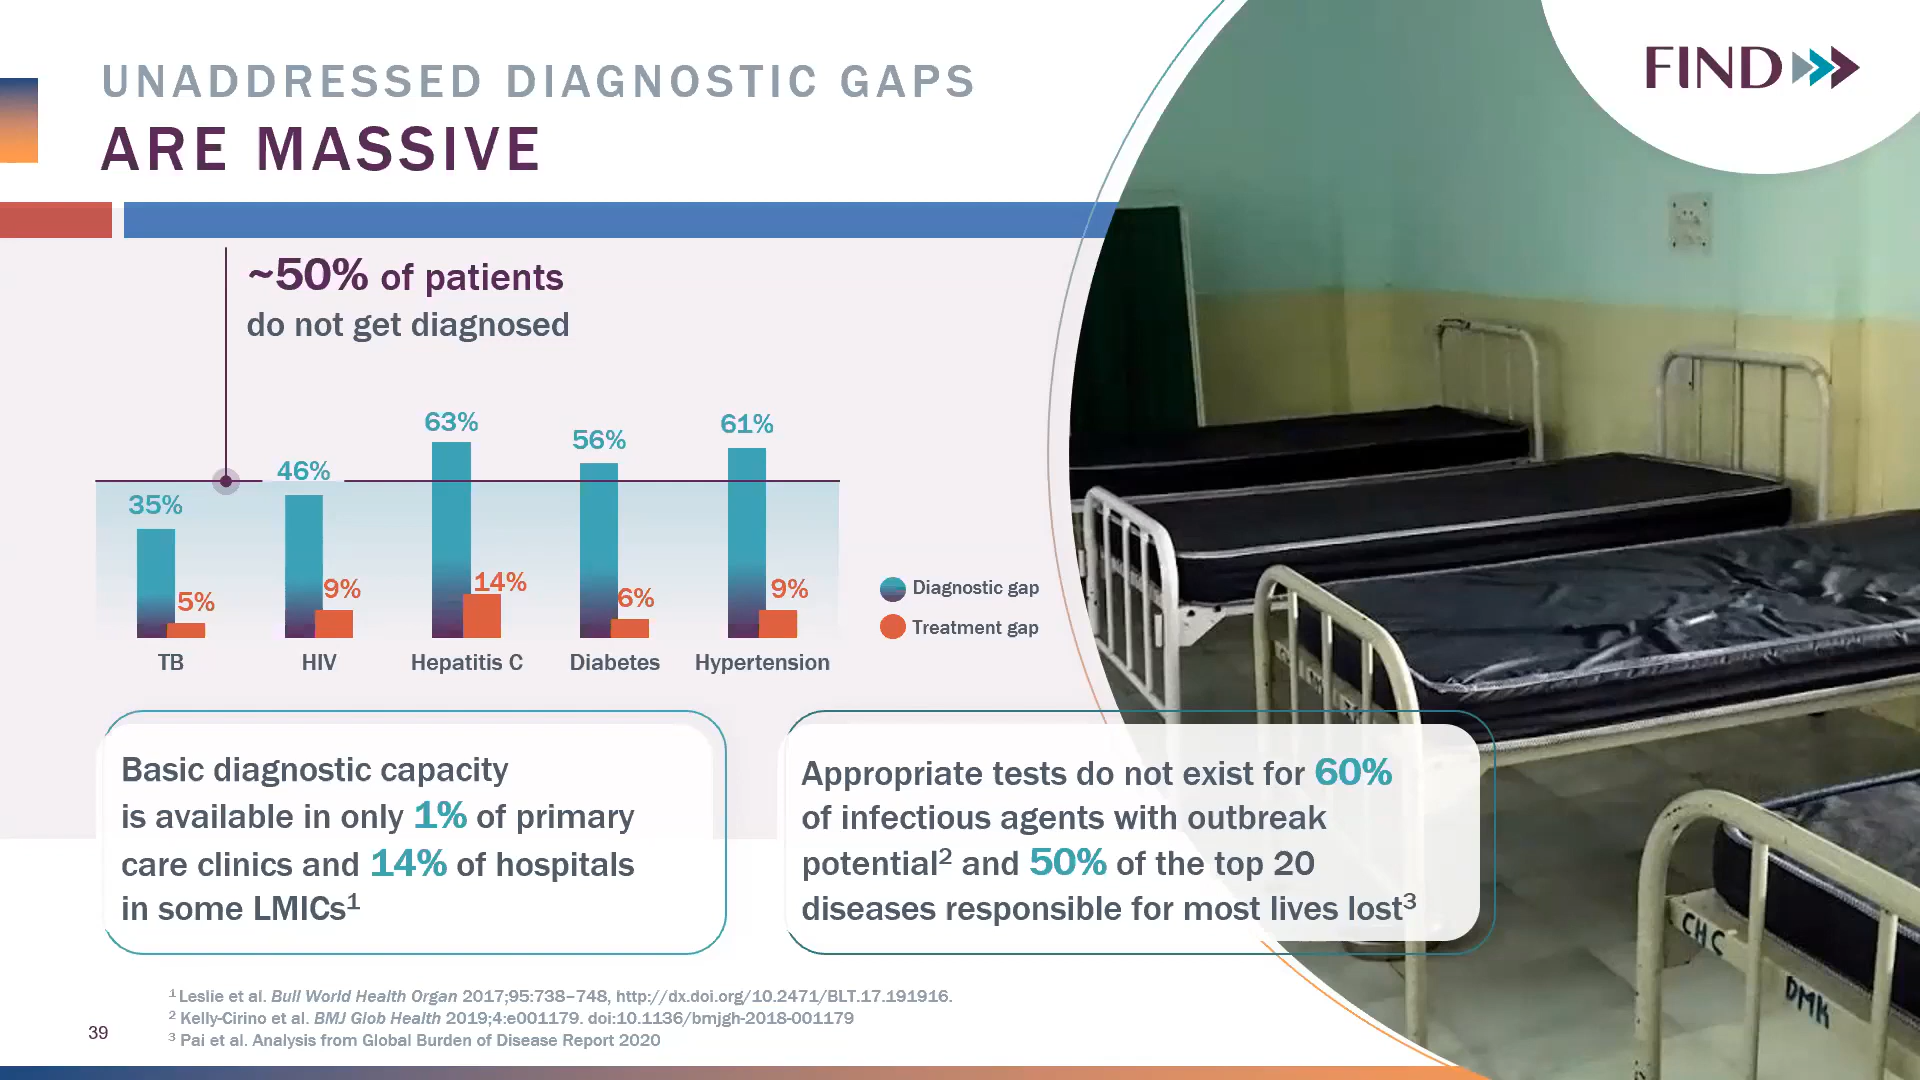 UNADDRESSED DIAGNOSTIC GAPS
ARE MASSIVE
FIND
~50% of patients
do not get diagnosed
35%
5%
46%
9%
63%
14%
56%
6%
61%
9%
TB
HIV
Hepatitis C
Diabetes
Hypertension
Diagnostic gap
Treatment gap
Basic diagnostic capacity
is available in only 1% of primary
care clinics and 14% of hospitals
in some LMICs¹
Appropriate tests do not exist for 60%
of infectious agents with outbreak
potential² and 50% of the top 20
diseases responsible for most lives lost³
CHC
DMK
¹ Leslie et al. Bull World Health Organ 2017;95:738–748, http://dx.doi.org/10.2471/BLT.17.191916.
² Kelly-Cirino et al. BMJ Glob Health 2019;4:e001179. doi:10.1136/bmjgh-2018-001179
³ Pai et al. Analysis from Global Burden of Disease Report 2020
39